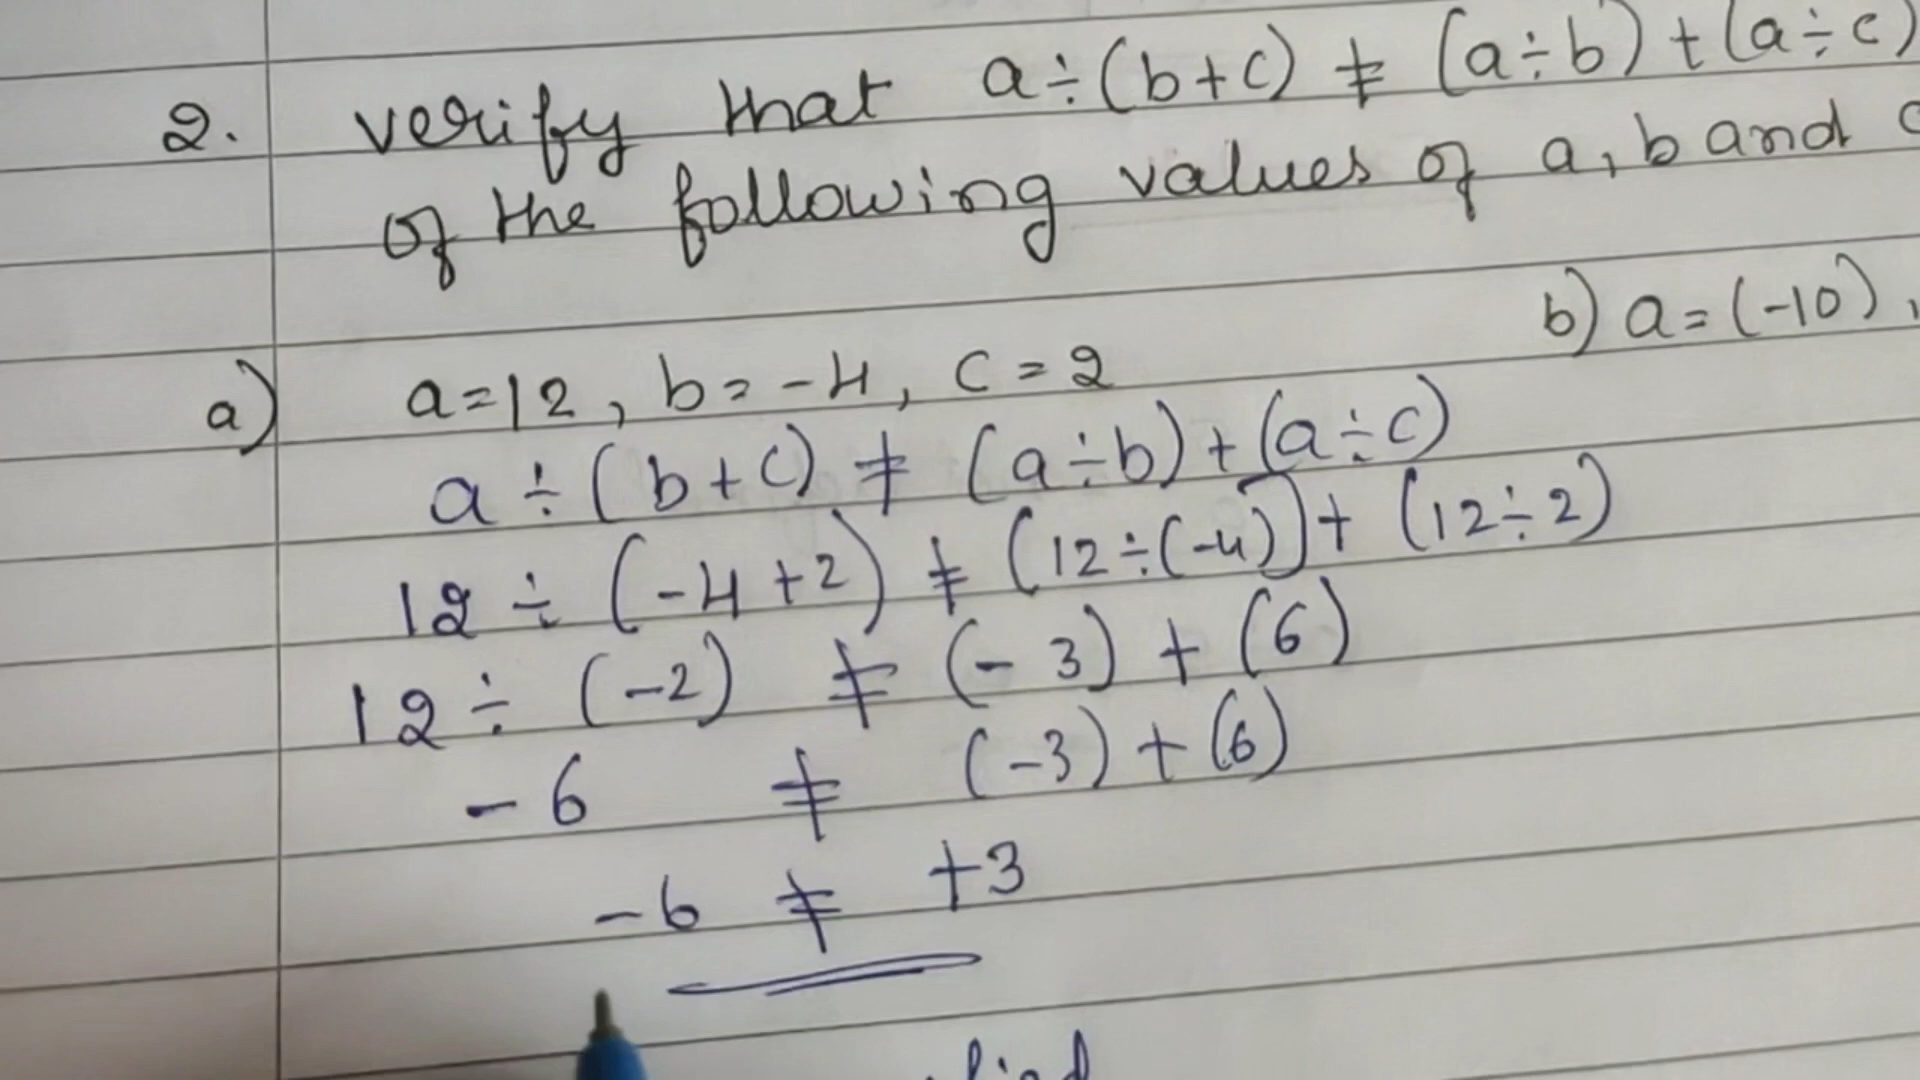 2. verify that a÷(b+c) ≠ (a÷b)+(a÷c)
of the following values of a, b and
a) a=12, b=-4, c=2
b) a=(-10),
a÷(b+c) ≠ (a÷b)+(a÷c)
12÷(-4+2) ≠ (12÷(-4))+(12÷2)
12÷(-2) ≠ (-3)+(6)
-6 ≠ (-3)+(6)
-6 ≠ +3